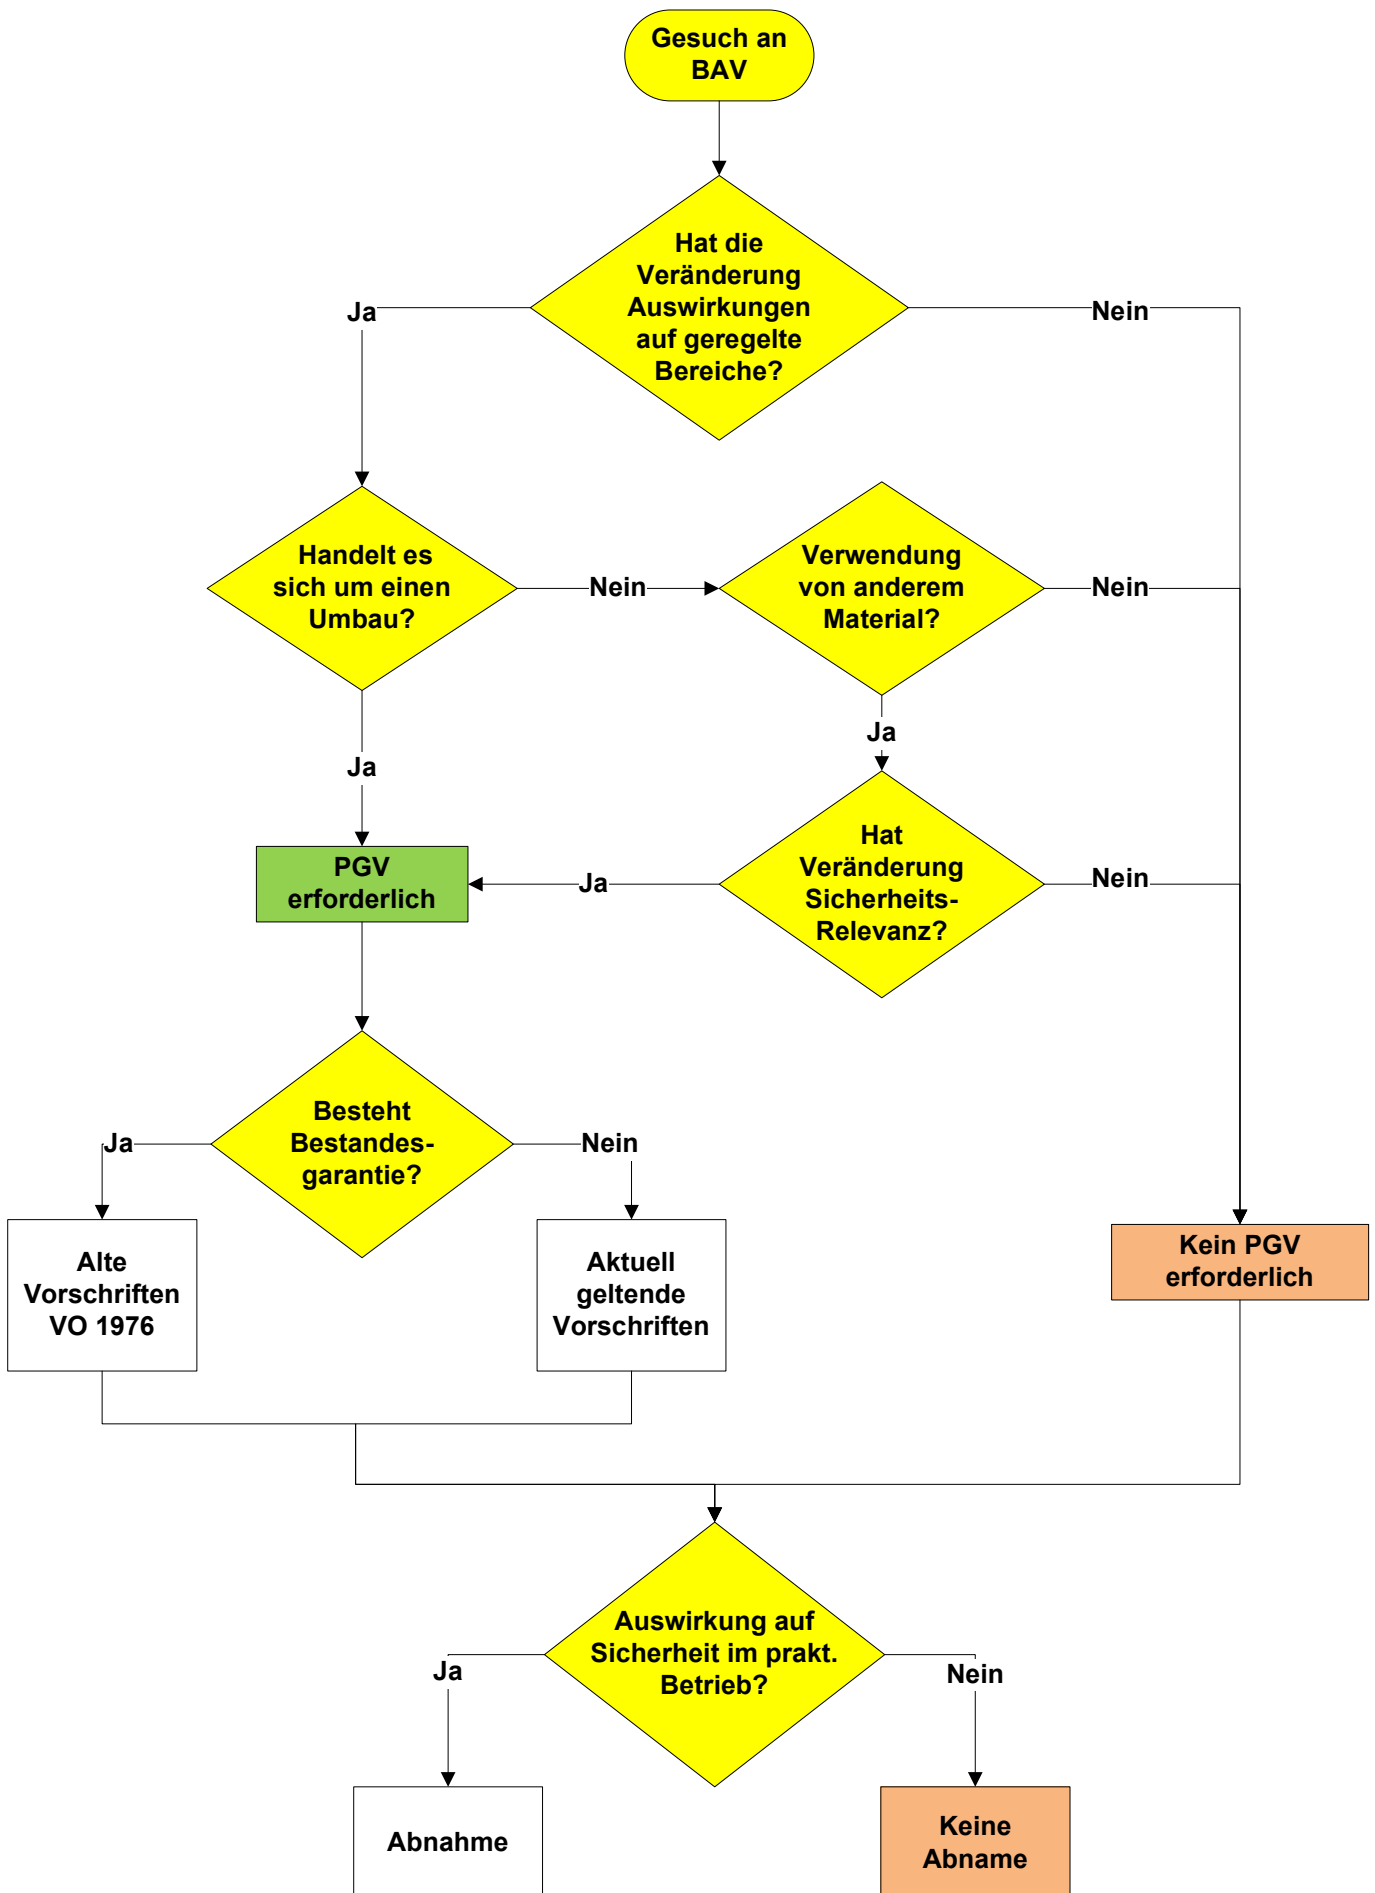 Gesuch an
BAV
Hat die
Veränderung
Auswirkungen
auf geregelte
Bereiche?
Ja
Nein
Handelt es
sich um einen
Umbau?
Nein
Verwendung
von anderem
Material?
Nein
Ja
Ja
PGV
erforderlich
Ja
Hat
Veränderung
Sicherheits-
Relevanz?
Nein
Besteht
Bestandes-
garantie?
Ja
Nein
Alte
Vorschriften
VO 1976
Aktuell
geltende
Vorschriften
Kein PGV
erforderlich
Auswirkung auf
Sicherheit im prakt.
Betrieb?
Ja
Nein
Abnahme
Keine
Abname